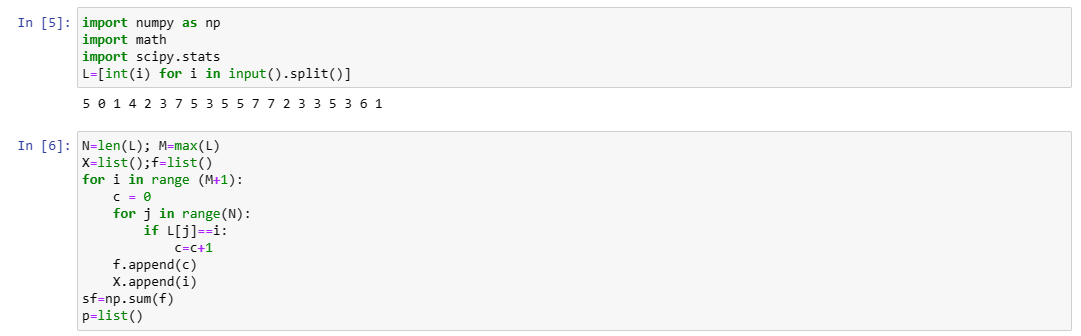 In [5]: import numpy as np
import math
import scipy.stats
L=[int(i) for i in input().split()]
5 0 1 4 2 3 7 5 3 5 5 7 7 2 3 3 5 3 6 1
In [6]: N=len(L); M=max(L)
X=list();f=list()
for i in range (M+1):
    c = 0
    for j in range(N):
        if L[j]==i:
            c=c+1
    f.append(c)
    X.append(i)
sf=np.sum(f)
p=list()